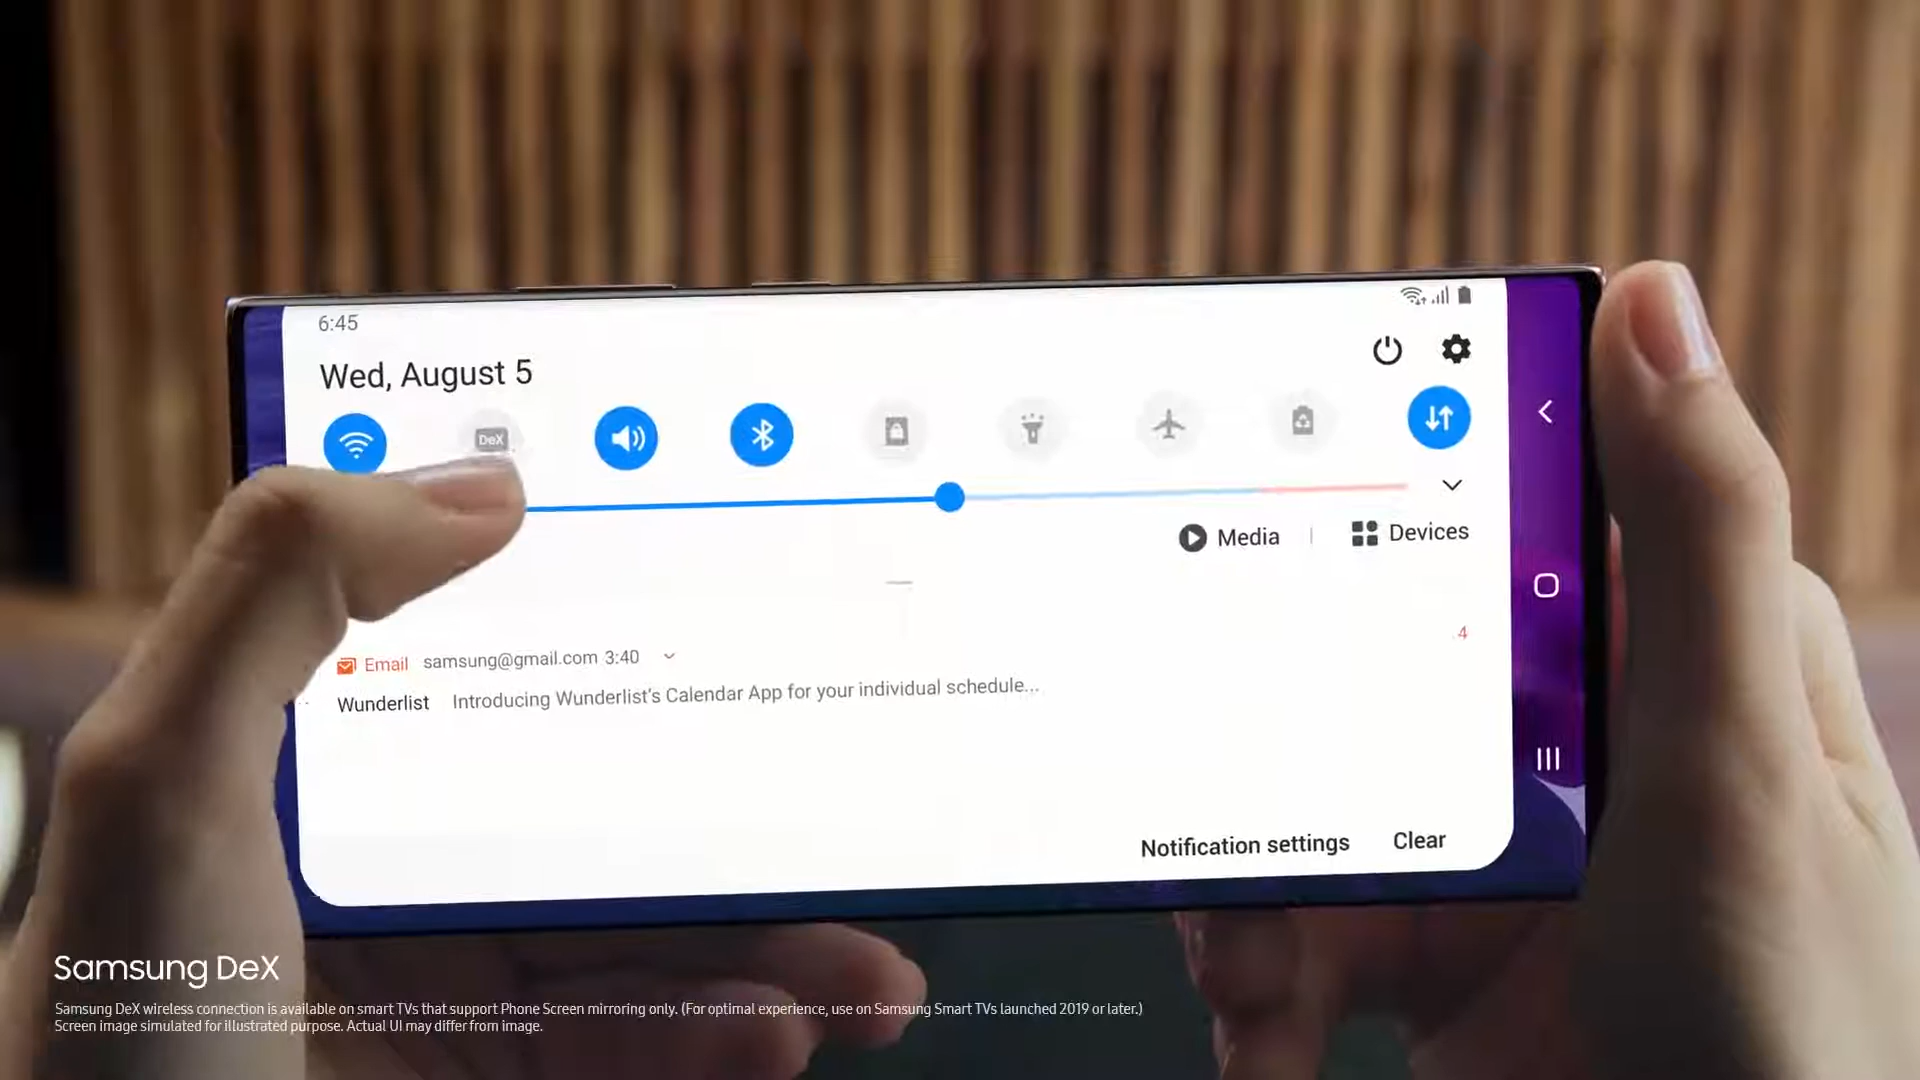 6:45
Wed, August 5
DeX
Media | Devices
4
Email samsung@gmail.com 3:40
Wunderlist Introducing Wunderlist's Calendar App for your individual schedule...
Notification settings Clear
Samsung DeX
Samsung DeX wireless connection is available on smart TVs that support Phone Screen mirroring only. (For optimal experience, use on Samsung Smart TVs launched 2019 or later.)
Screen image simulated for illustrated purpose. Actual UI may differ from image.